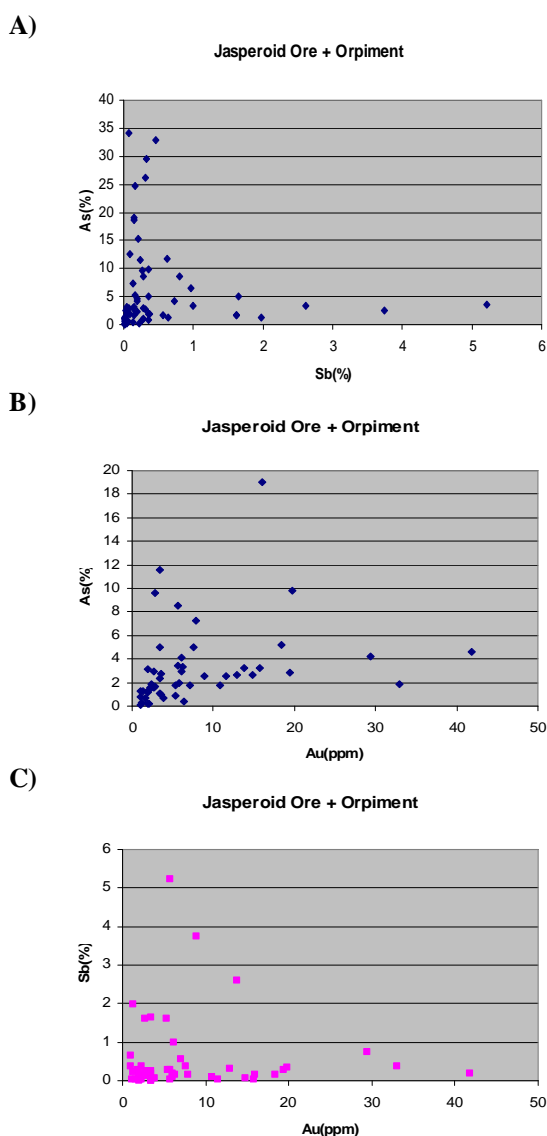 A)
Jasperoid Ore + Orpiment
40
35
30
25
20
15
10
5
0
As(%)
0 1 2 3 4 5 6
Sb(%)
B)
Jasperoid Ore + Orpiment
20
18
16
14
12
10
8
6
4
2
0
As(%
0 10 20 30 40 50
Au(ppm)
C)
Jasperoid Ore + Orpiment
6
5
4
3
2
1
0
Sb(%)
0 10 20 30 40 50
Au(ppm)